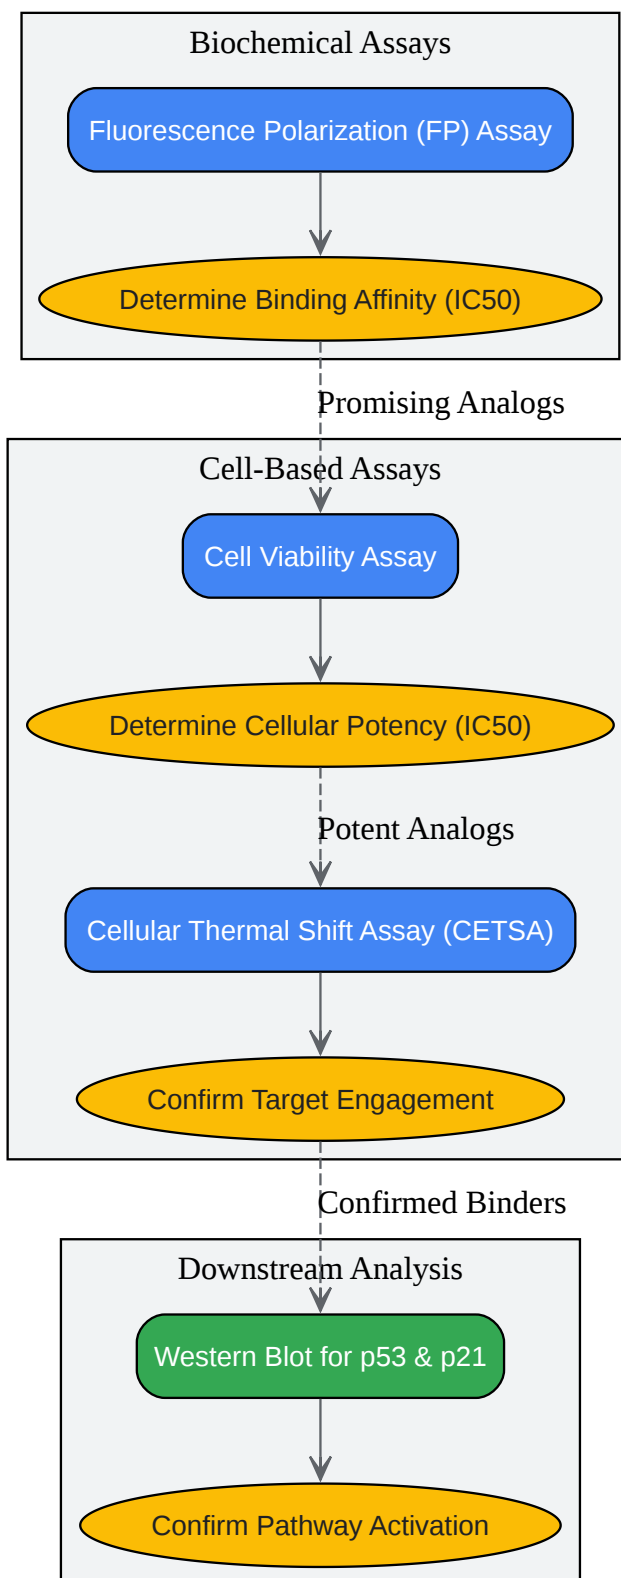 Biochemical Assays
Fluorescence Polarization (FP) Assay
Determine Binding Affinity (IC50)
Promising Analogs
Cell-Based Assays
Cell Viability Assay
Determine Cellular Potency (IC50)
Potent Analogs
Cellular Thermal Shift Assay (CETSA)
Confirm Target Engagement
Confirmed Binders
Downstream Analysis
Western Blot for p53 & p21
Confirm Pathway Activation